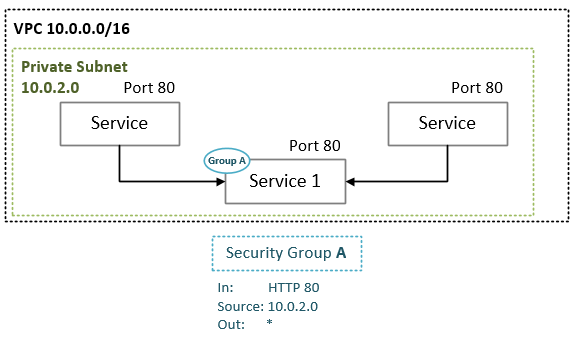 VPC 10.0.0.0/16
Private Subnet
10.0.2.0
Port 80
Port 80
Service
Service
Port 80
Group A
Service 1
Security Group A
In: HTTP 80
Source: 10.0.2.0
Out: *